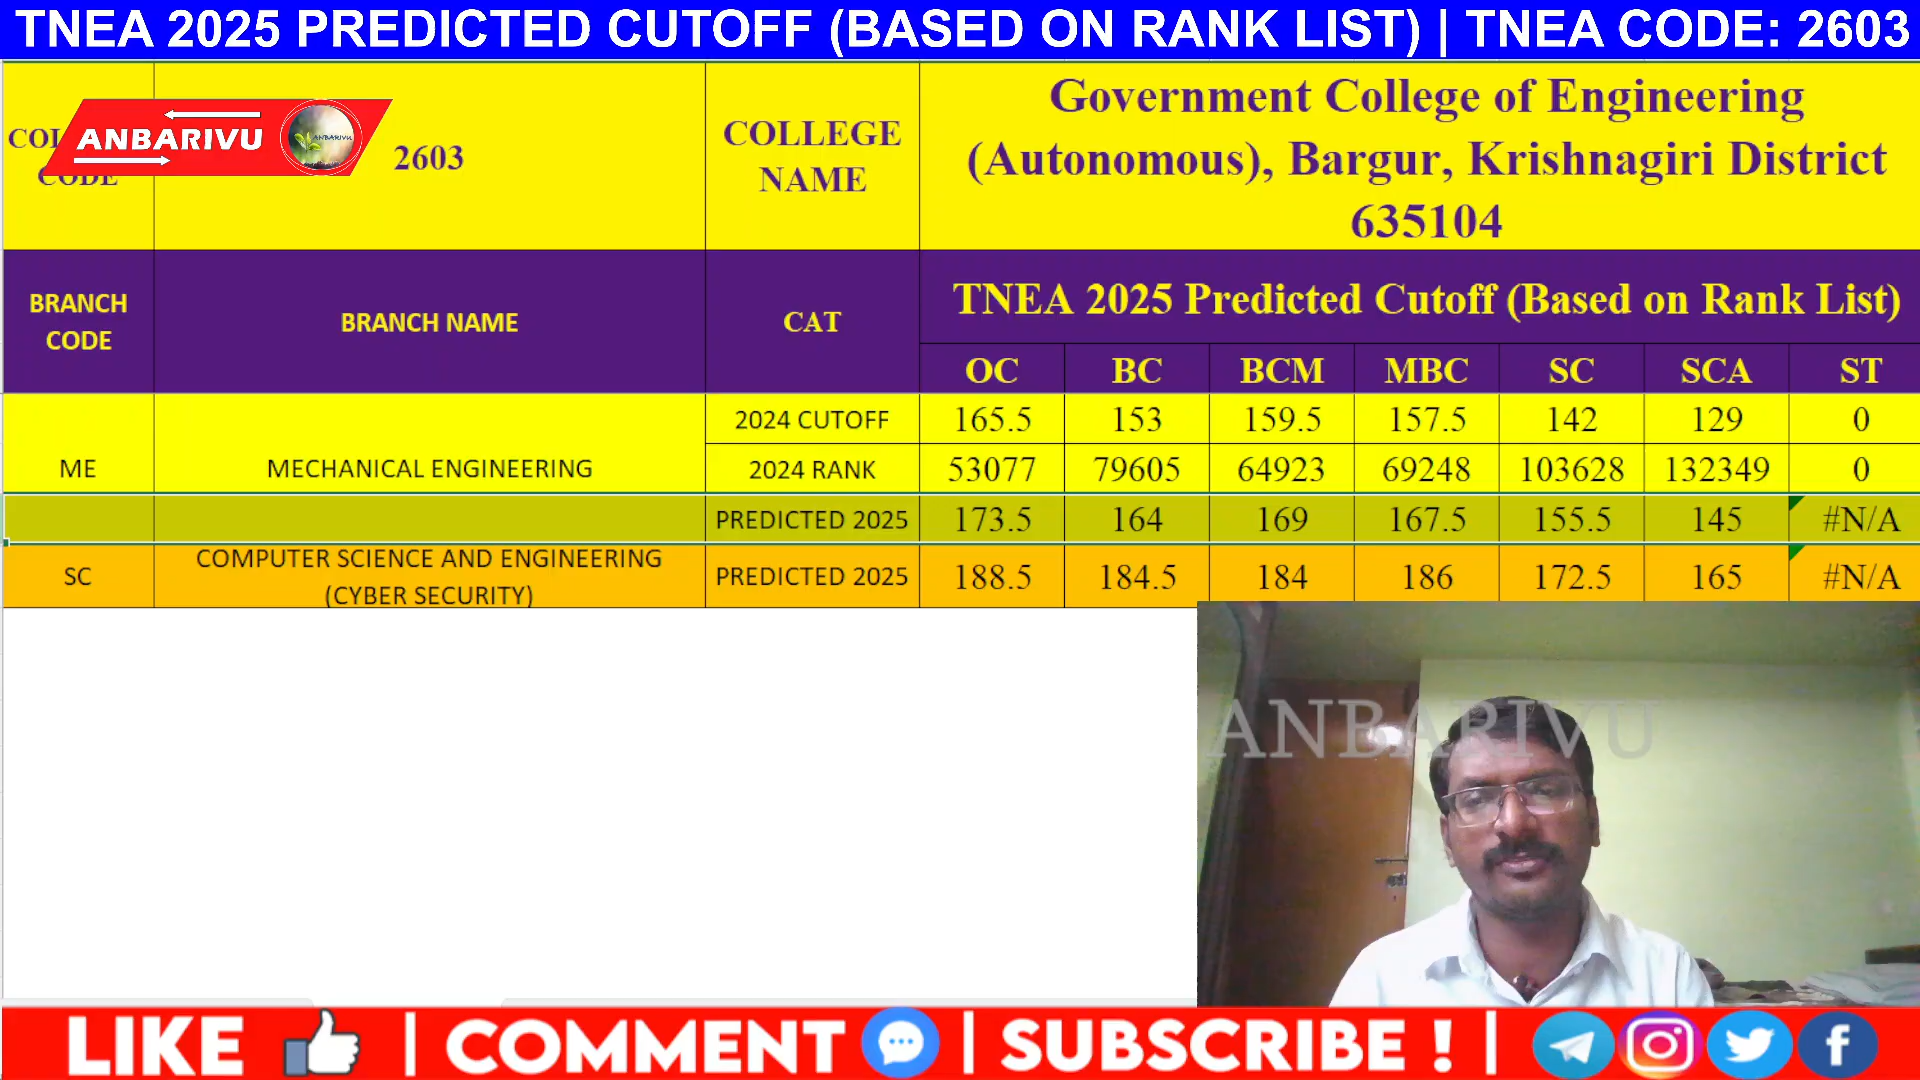 TNEA 2025 PREDICTED CUTOFF (BASED ON RANK LIST) | TNEA CODE: 2603
ANBARIVU
ANBARIVU
CODE
2603
COLLEGE
NAME
Government College of Engineering
(Autonomous), Bargur, Krishnagiri District
635104
BRANCH
CODE
BRANCH NAME
CAT
TNEA 2025 Predicted Cutoff (Based on Rank List)
OC BC BCM MBC SC SCA ST
2024 CUTOFF 165.5 153 159.5 157.5 142 129 0
ME MECHANICAL ENGINEERING 2024 RANK 53077 79605 64923 69248 103628 132349 0
PREDICTED 2025 173.5 164 169 167.5 155.5 145 #N/A
SC COMPUTER SCIENCE AND ENGINEERING
(CYBER SECURITY) PREDICTED 2025 188.5 184.5 184 186 172.5 165 #N/A
ANBARIVU
LIKE | COMMENT | SUBSCRIBE ! |